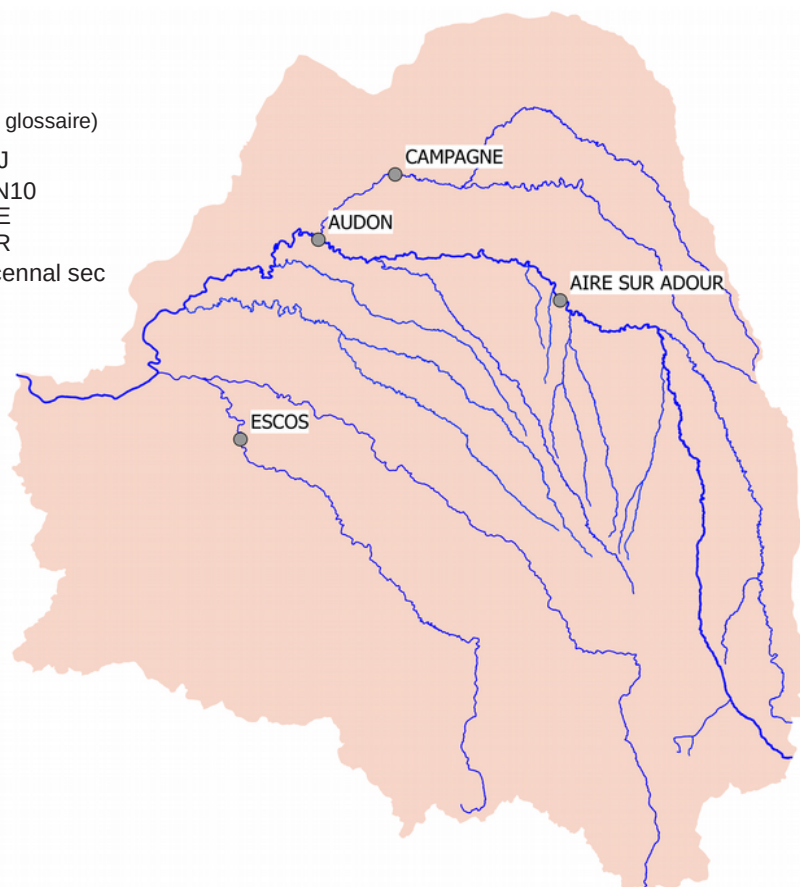 glossaire)
J
N10
E
R
cennal sec
CAMPAGNE
AUDON
AIRE SUR ADOUR
ESCOS